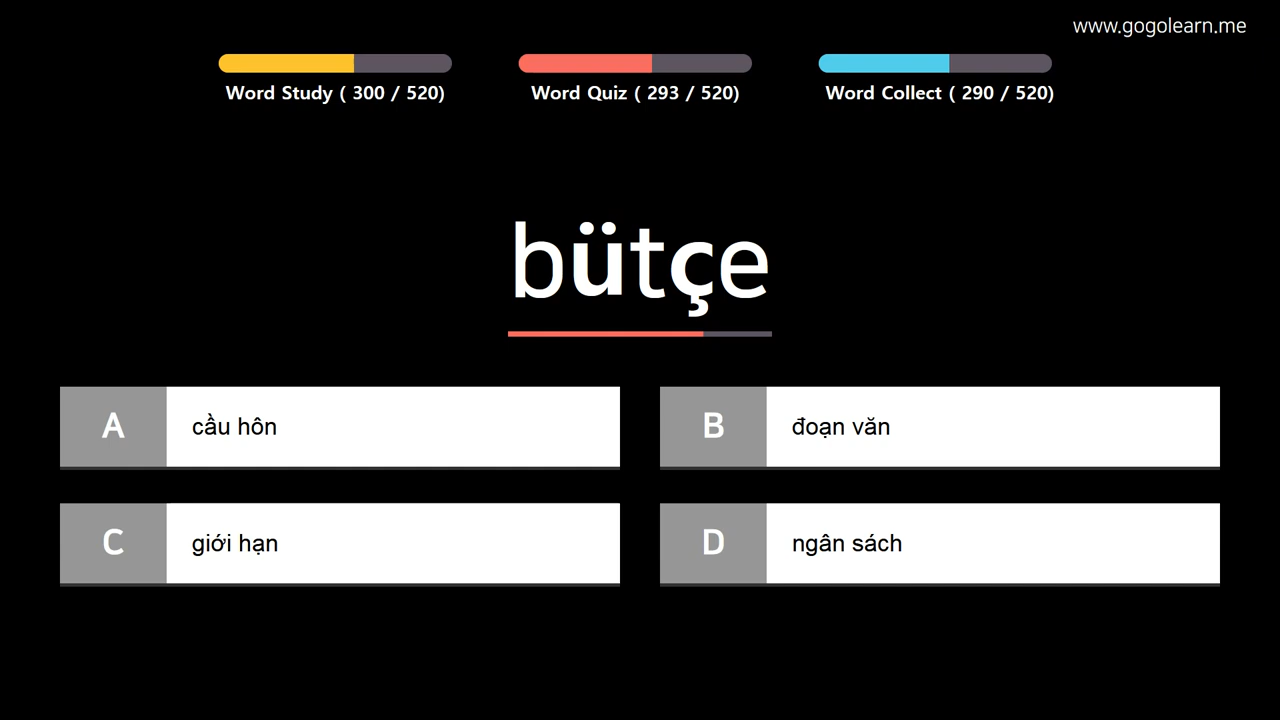 www.gogolearn.me
Word Study ( 300 / 520)
Word Quiz ( 293 / 520)
Word Collect ( 290 / 520)
bütçe
A cầu hôn
B đoạn văn
C giới hạn
D ngân sách